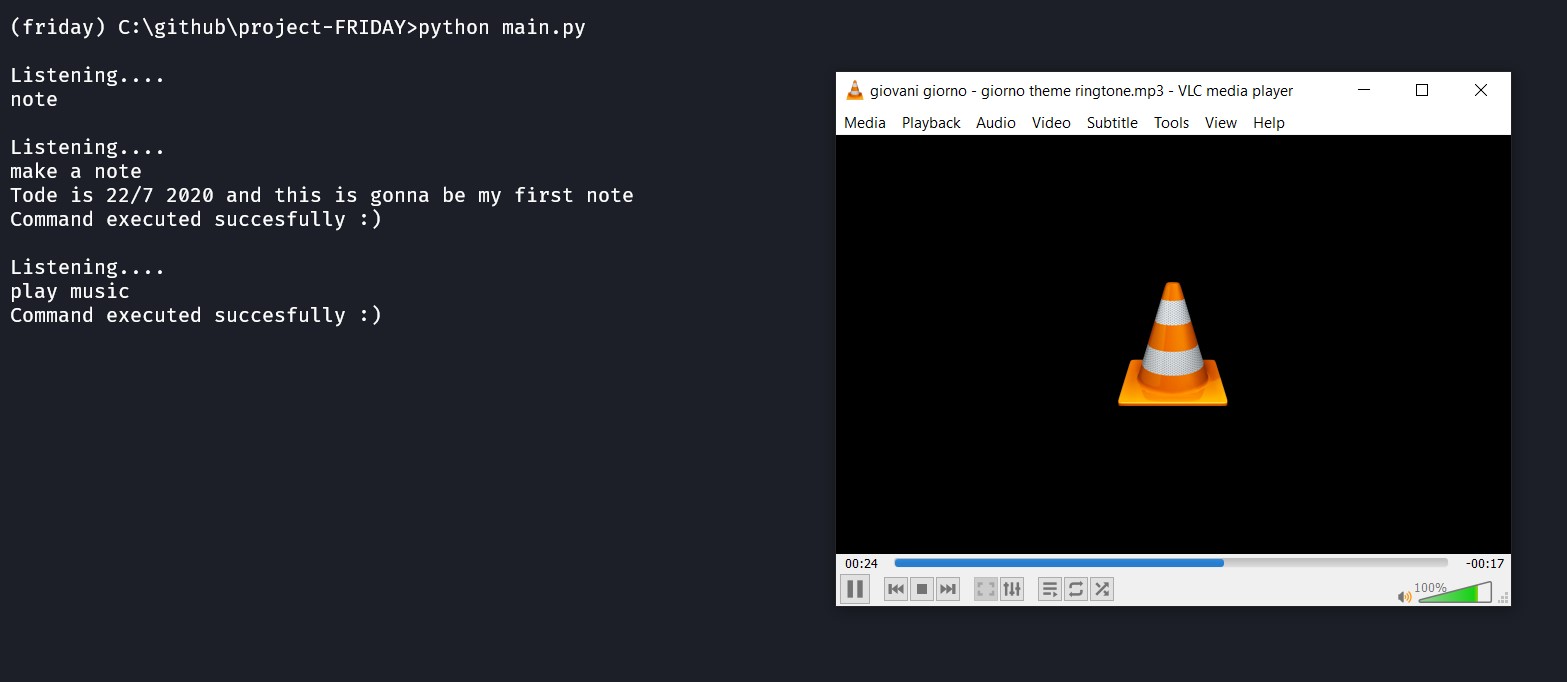 (friday) C:\github\project-FRIDAY>python main.py
Listening....
note
Listening....
make a note
Tode is 22/7 2020 and this is gonna be my first note
Command executed succesfully :)
Listening....
play music
Command executed succesfully :)
giovani giorno - giorno theme ringtone.mp3 - VLC media player
Media Playback Audio Video Subtitle Tools View Help
00:24 -00:17
100%